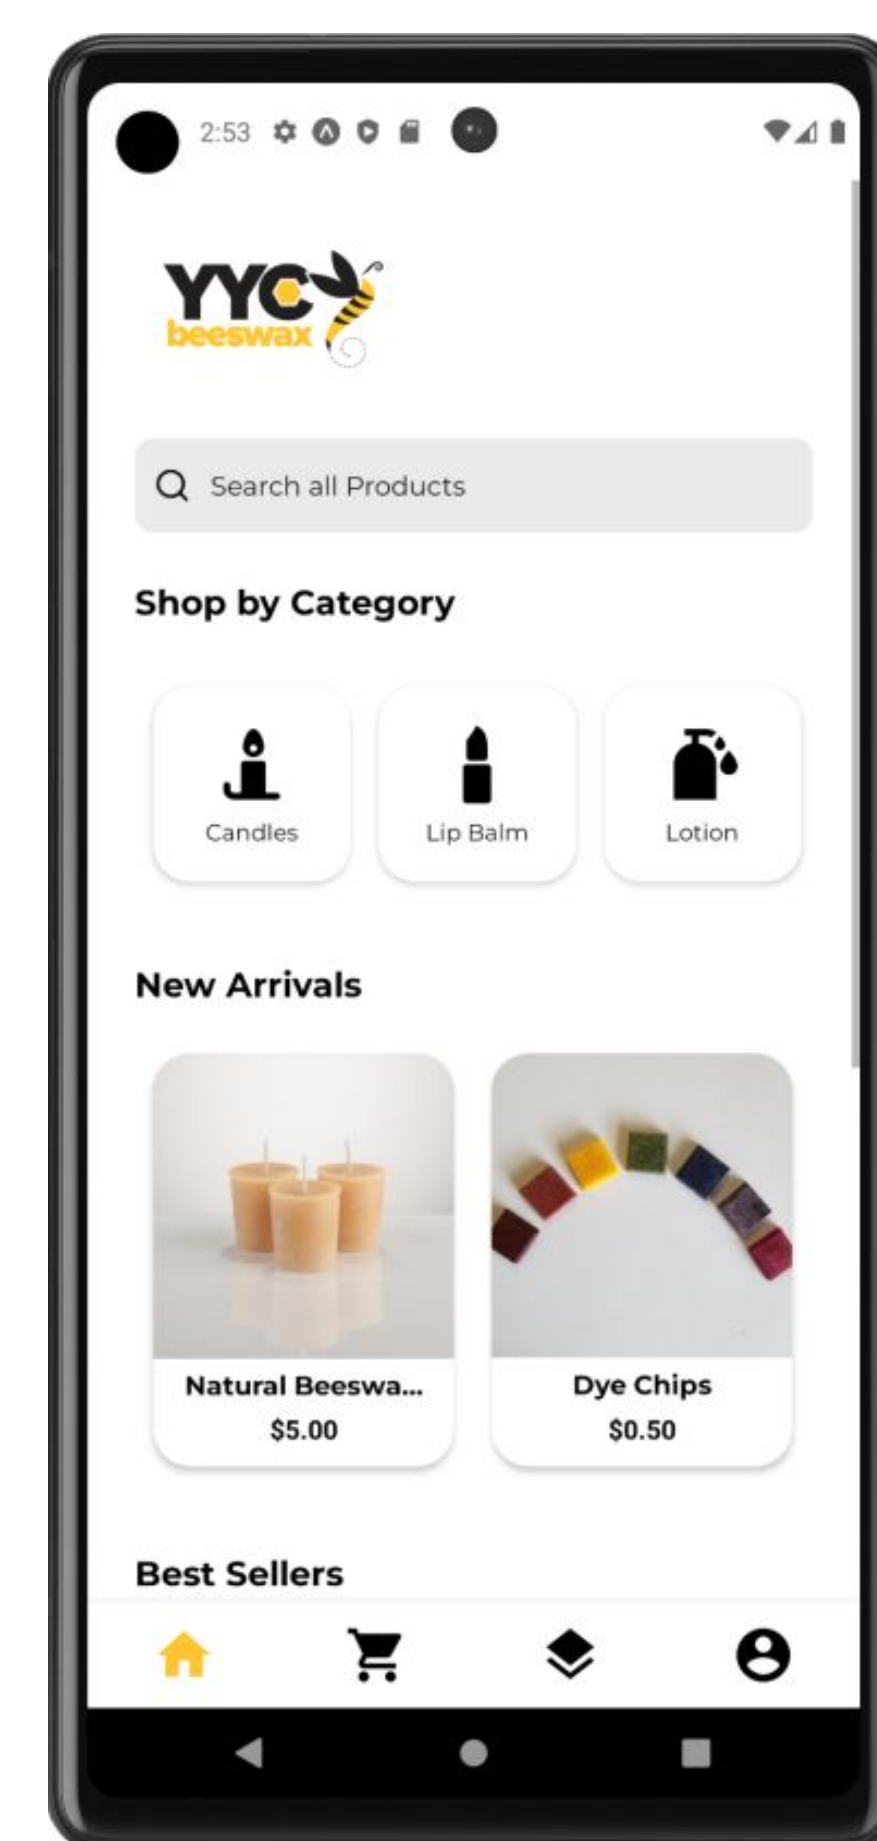 2:53
YYC
beeswax
Search all Products
Shop by Category
Candles Lip Balm Lotion
New Arrivals
Natural Beeswa... Dye Chips
$5.00 $0.50
Best Sellers